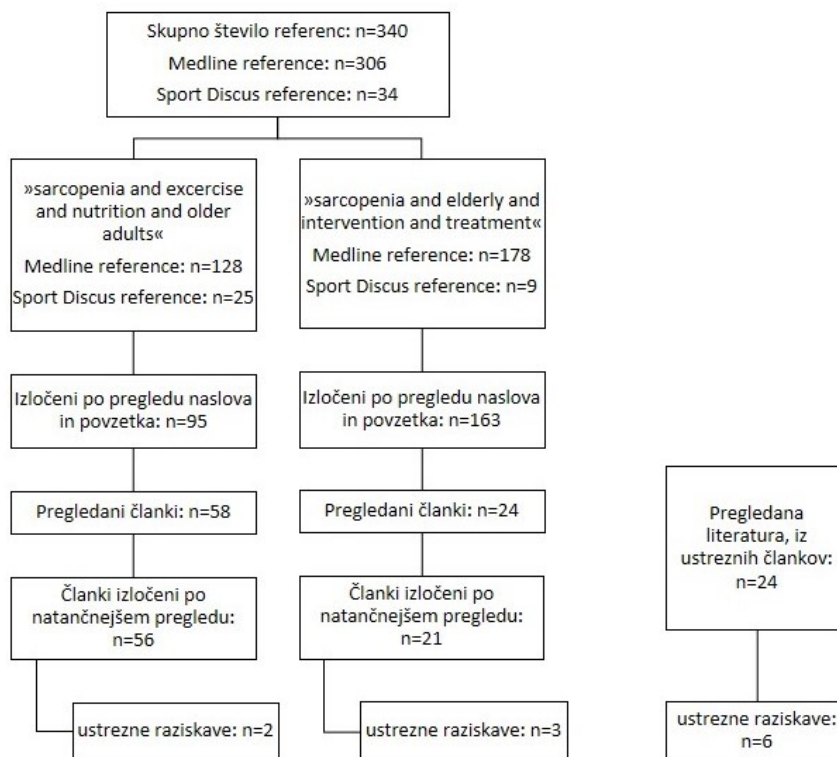 Skupno število referenc: n=340
Medline reference: n=306
Sport Discus reference: n=34
»sarcopenia and excercise
and nutrition and older
adults«
Medline reference: n=128
Sport Discus reference: n=25
»sarcopenia and elderly and
intervention and treatment«
Medline reference: n=178
Sport Discus reference: n=9
Izločeni po pregledu naslova
in povzetka: n=95
Izločeni po pregledu naslova
in povzetka: n=163
Pregledani članki: n=58
Pregledani članki: n=24
Pregledana
literatura, iz
ustreznih člankov:
n=24
Članki izločeni po
natančnejšem pregledu:
n=56
Članki izločeni po
natančnejšem pregledu:
n=21
ustrezne raziskave: n=2
ustrezne raziskave: n=3
ustrezne raziskave:
n=6